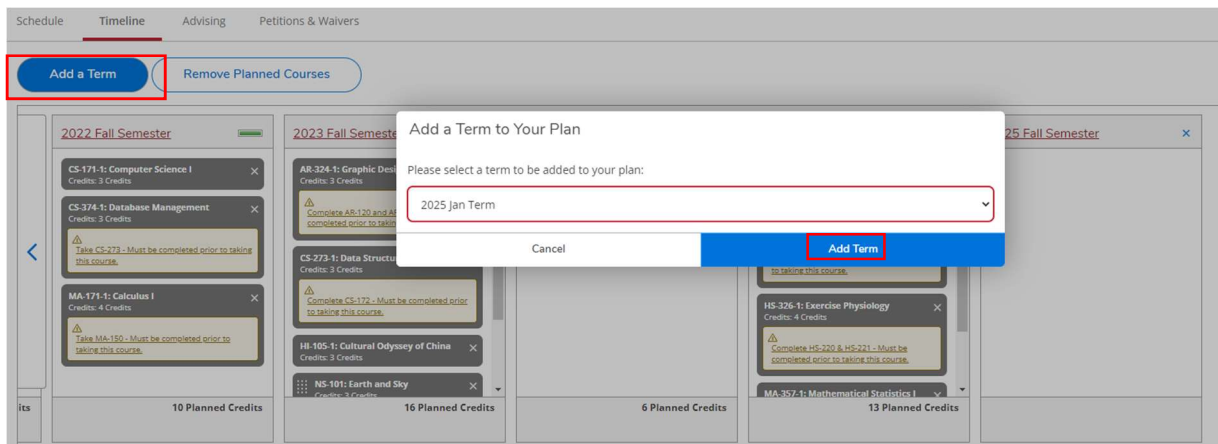 Schedule Timeline Advising Petitions & Waivers
Add a Term Remove Planned Courses
2022 Fall Semester
CS-171-1: Computer Science I
Credits: 3 Credits
CS-374-1: Database Management
Credits: 3 Credits
Take CS-273 - Must be completed prior to taking
this course.
MA-171-1: Calculus I
Credits: 4 Credits
Take MA-150 - Must be completed prior to
taking this course.
10 Planned Credits
2023 Fall Semeste
AR-324-1: Graphic Desi
Credits: 3 Credits
Complete AR-120 and AR
completed prior to takin
CS-273-1: Data Structu
Credits: 3 Credits
Complete CS-172 - Must be completed prior
to taking this course.
HI-105-1: Cultural Odyssey of China
Credits: 3 Credits
NS-101: Earth and Sky
Credits: 3 Credits
16 Planned Credits
Add a Term to Your Plan
Please select a term to be added to your plan:
2025 Jan Term
Cancel Add Term
6 Planned Credits
to taking this course.
HS-326-1: Exercise Physiology
Credits: 4 Credits
Complete HS-220 & HS-221 - Must be
completed prior to taking this course.
MA-357-1: Mathematical Statistics I
13 Planned Credits
25 Fall Semester
its